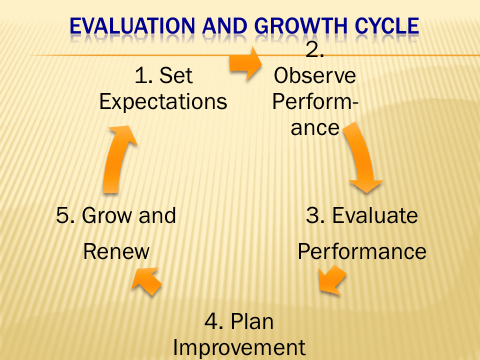 EVALUATION AND GROWTH CYCLE
1. Set
Expectations
2.
Observe
Perform-
ance
3. Evaluate
Performance
4. Plan
Improvement
5. Grow and
Renew